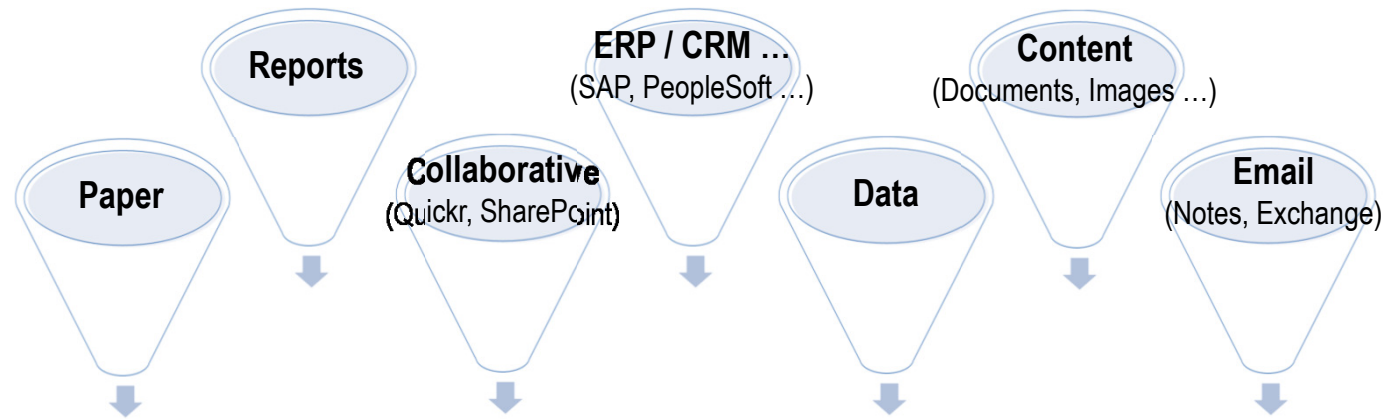 Reports
ERP / CRM …
(SAP, PeopleSoft …)
Content
(Documents, Images …)
Paper
Collaborative
(Quickr, SharePoint)
Data
Email
(Notes, Exchange)